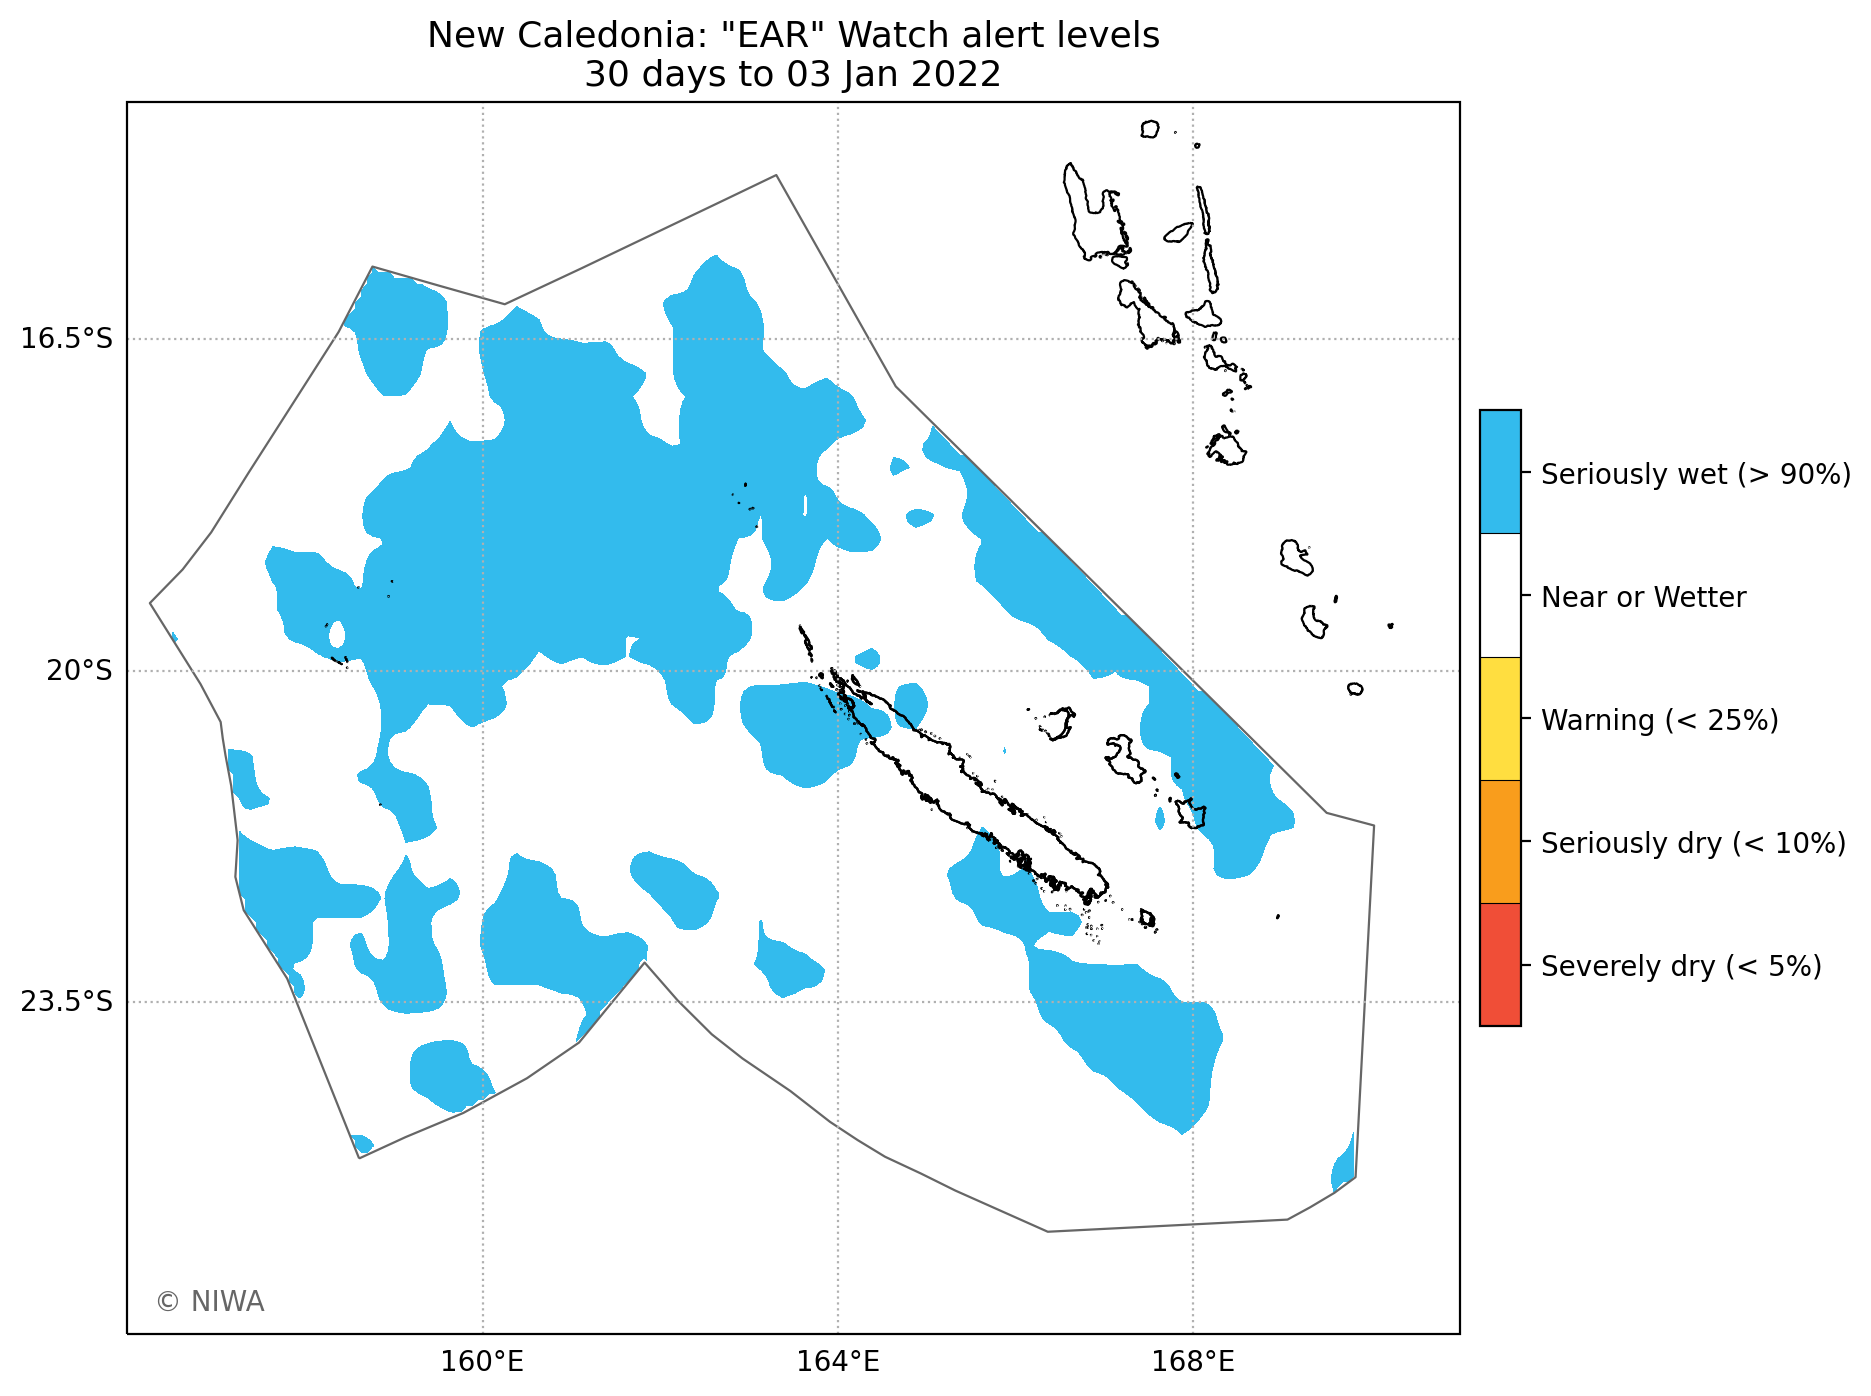 New Caledonia: "EAR" Watch alert levels
30 days to 03 Jan 2022
16.5°S
20°S
23.5°S
160°E
164°E
168°E
Seriously wet (> 90%)
Near or Wetter
Warning (< 25%)
Seriously dry (< 10%)
Severely dry (< 5%)
© NIWA